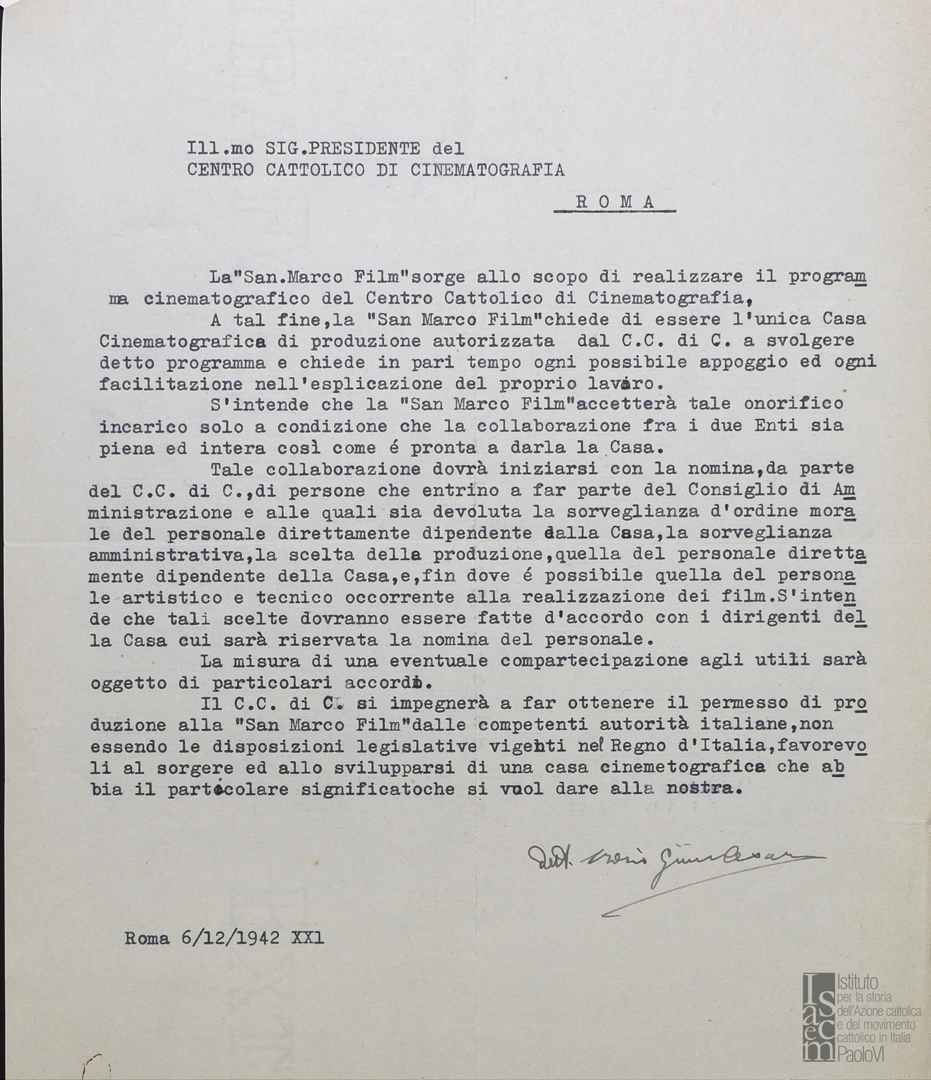 Ill.mo SIG.PRESIDENTE del
CENTRO CATTOLICO DI CINEMATOGRAFIA
R O M A
La"San.Marco Film"sorge allo scopo di realizzare il program
ma cinematografico del Centro Cattolico di Cinematografia,
A tal fine,la "San Marco Film"chiede di essere l'unica Casa
Cinematografica di produzione autorizzata dal C.C. di C. a svolgere
detto programma e chiede in pari tempo ogni possibile appoggio ed ogni
facilitazione nell'esplicazione del proprio lavoro.
S'intende che la "San Marco Film"accetterà tale onorifico
incarico solo a condizione che la collaborazione fra i due Enti sia
piena ed intera così come é pronta a darla la Casa.
Tale collaborazione dovrà iniziarsi con la nomina,da parte
del C.C. di C.,di persone che entrino a far parte del Consiglio di Am
ministrazione e alle quali sia devoluta la sorveglianza d'ordine mora
le del personale direttamente dipendente dalla Casa,la sorveglianza
amministrativa,la scelta della produzione,quella del personale diretta
mente dipendente della Casa,e,fin dove é possibile quella del persona
le artistico e tecnico occorrente alla realizzazione dei film.S'inten
de che tali scelte dovranno essere fatte d'accordo con i dirigenti del
la Casa cui sarà riservata la nomina del personale.
La misura di una eventuale compartecipazione agli utili sarà
oggetto di particolari accordi.
Il C.C. di C. si impegnerà a far ottenere il permesso di pro
duzione alla "San Marco Film"dalle competenti autorità italiane,non
essendo le disposizioni legislative vigenti nel Regno d'Italia,favorevo
li al sorgere ed allo svilupparsi di una casa cinemetografica che ab
bia il particolare significatoche si vuol dare alla nostra.
Dott.
Roma 6/12/1942 XX1
Isacem
Istituto
per la storia
dell'Azione cattolica
e del movimento
cattolico in Italia
PaoloVI